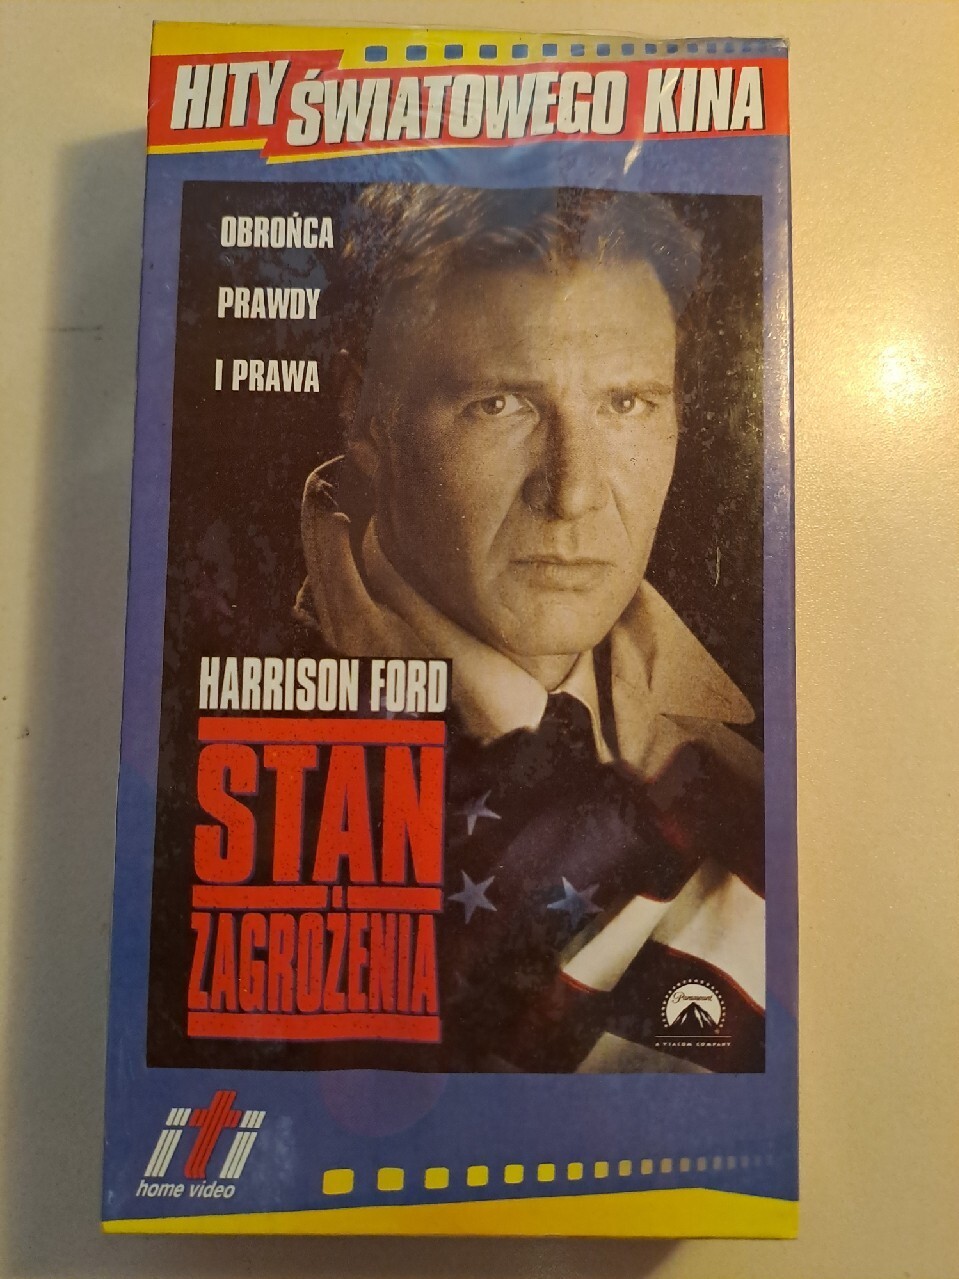 HITY ŚWIATOWEGO KINA
OBROŃCA
PRAWDY
I PRAWA
HARRISON FORD
STAN
ZAGROŻENIA
Paramount
A VIACOM COMPANY
iti
home video